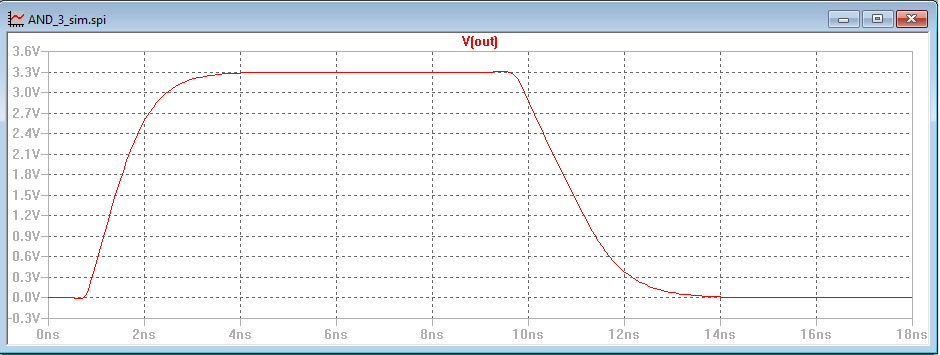 AND_3_sim.spi
V(out)
3.6V
3.3V
3.0V
2.7V
2.4V
2.1V
1.8V
1.5V
1.2V
0.9V
0.6V
0.3V
0.0V
-0.3V
0ns 2ns 4ns 6ns 8ns 10ns 12ns 14ns 16ns 18ns